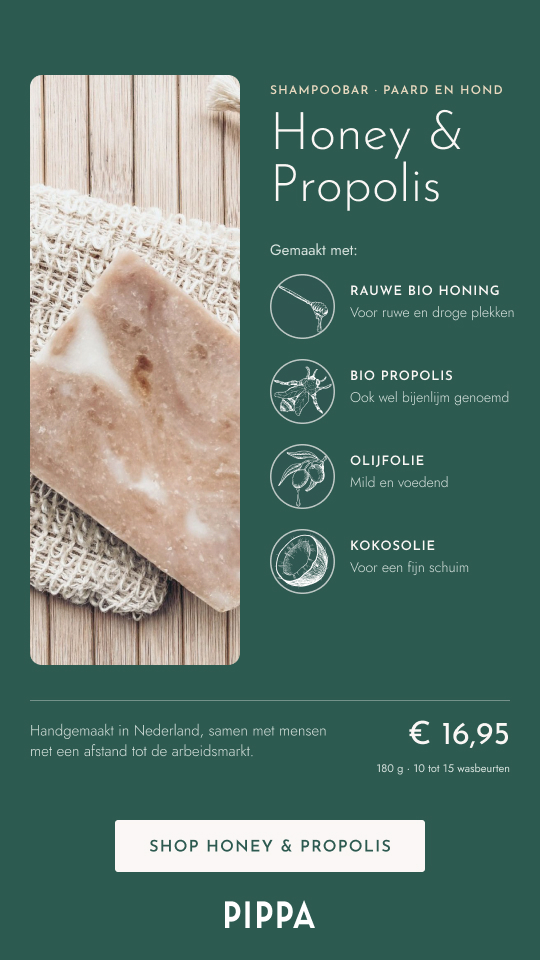 SHAMPOOBAR · PAARD EN HOND
Honey &
Propolis
Gemaakt met:
RAUWE BIO HONING
Voor ruwe en droge plekken
BIO PROPOLIS
Ook wel bijenlijm genoemd
OLIJFOLIE
Mild en voedend
KOKOSOLIE
Voor een fijn schuim
Handgemaakt in Nederland, samen met mensen
met een afstand tot de arbeidsmarkt.
€ 16,95
180 g · 10 tot 15 wasbeurten
SHOP HONEY & PROPOLIS
PIPPA